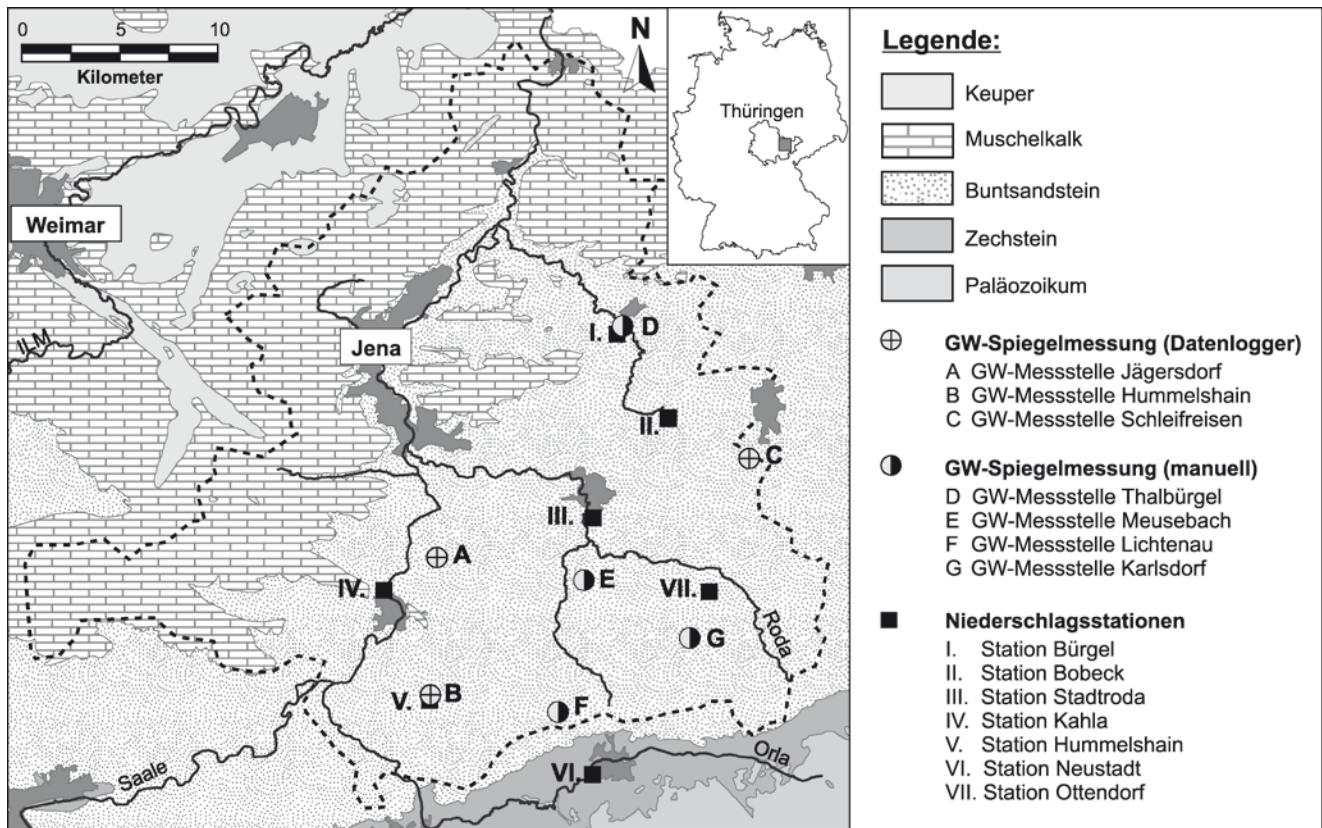 0 5 10
Kilometer
N
Thüringen
Weimar
Jena
ILM
I. D
II.
C
III.
A
IV.
E
VII.
G
Roda
V. B
F
Saale
VI.
Orla
Legende:
Keuper
Muschelkalk
Buntsandstein
Zechstein
Paläozoikum
GW-Spiegelmessung (Datenlogger)
A GW-Messstelle Jägersdorf
B GW-Messstelle Hummelshain
C GW-Messstelle Schleifreisen
GW-Spiegelmessung (manuell)
D GW-Messstelle Thalbürgel
E GW-Messstelle Meusebach
F GW-Messstelle Lichtenau
G GW-Messstelle Karlsdorf
Niederschlagsstationen
I. Station Bürgel
II. Station Bobeck
III. Station Stadtroda
IV. Station Kahla
V. Station Hummelshain
VI. Station Neustadt
VII. Station Ottendorf